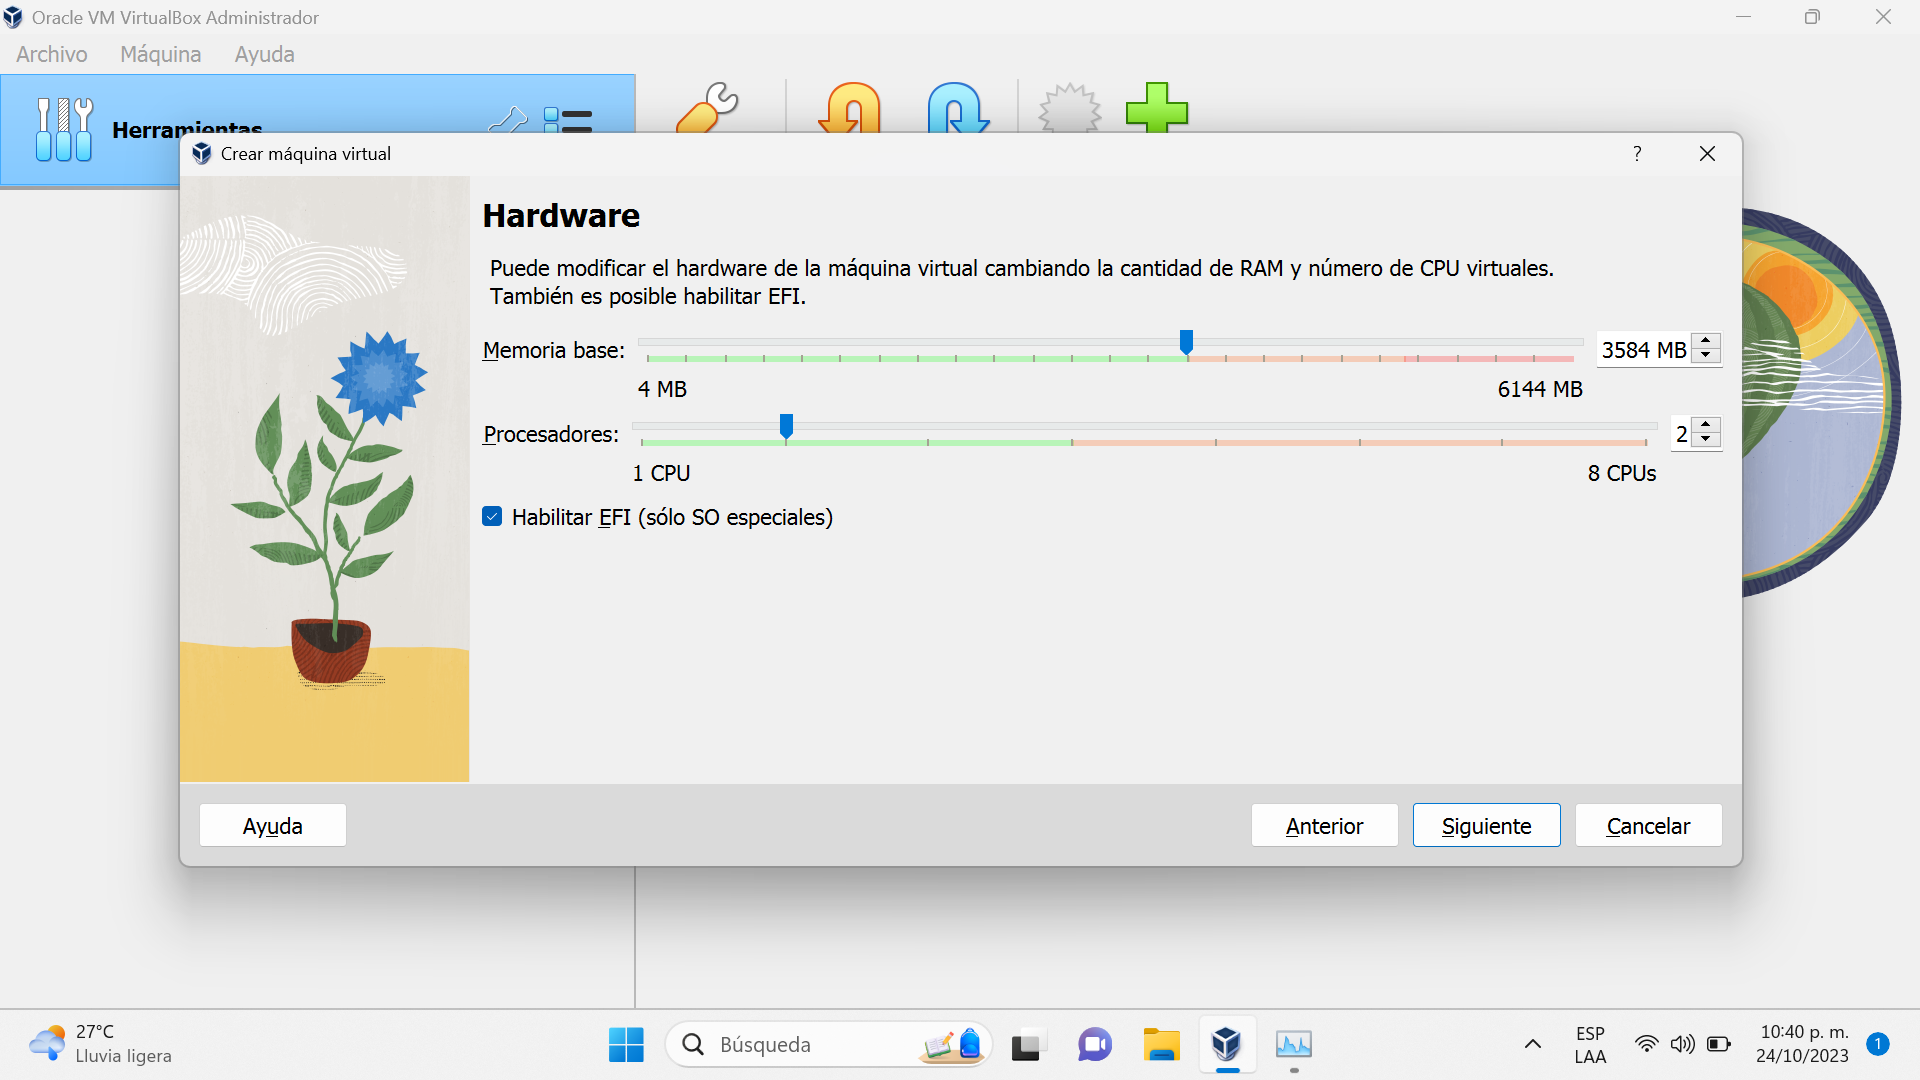 Oracle VM VirtualBox Administrador
Archivo Máquina Ayuda
Herramientas
Crear máquina virtual
?
Hardware
Puede modificar el hardware de la máquina virtual cambiando la cantidad de RAM y número de CPU virtuales.
También es posible habilitar EFI.
Memoria base: 3584 MB
4 MB 6144 MB
Procesadores: 2
1 CPU 8 CPUs
Habilitar EFI (sólo SO especiales)
Ayuda Anterior Siguiente Cancelar
27°C
Lluvia ligera
Búsqueda
ESP
LAA
10:40 p. m.
24/10/2023
1